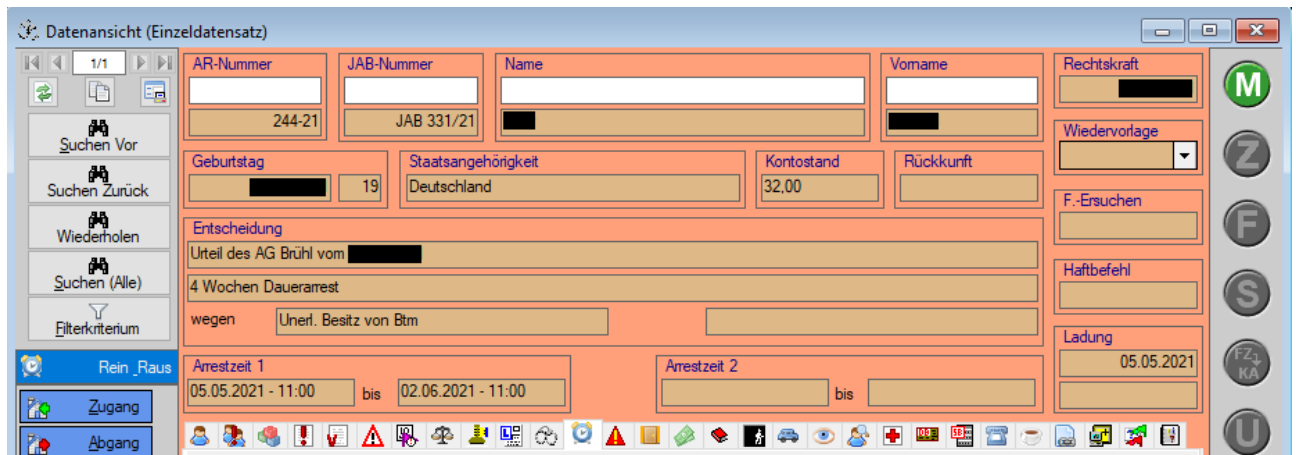 Datenansicht (Einzeldatensatz)
1/1
Suchen Vor
Suchen Zurück
Wiederholen
Suchen (Alle)
Filterkriterium
Rein_Raus
Zugang
Abgang
AR-Nummer
244-21
JAB-Nummer
JAB 331/21
Name
Vorname
Rechtskraft
Wiedervorlage
Geburtstag
19
Staatsangehörigkeit
Deutschland
Kontostand
32,00
Rückkunft
F.-Ersuchen
Entscheidung
Urteil des AG Brühl vom
4 Wochen Dauerarrest
wegen
Unerl. Besitz von Btm
Haftbefehl
Ladung
05.05.2021
Arrestzeit 1
05.05.2021 - 11:00 bis 02.06.2021 - 11:00
Arrestzeit 2
bis
M
Z
F
S
FZ
KA
U